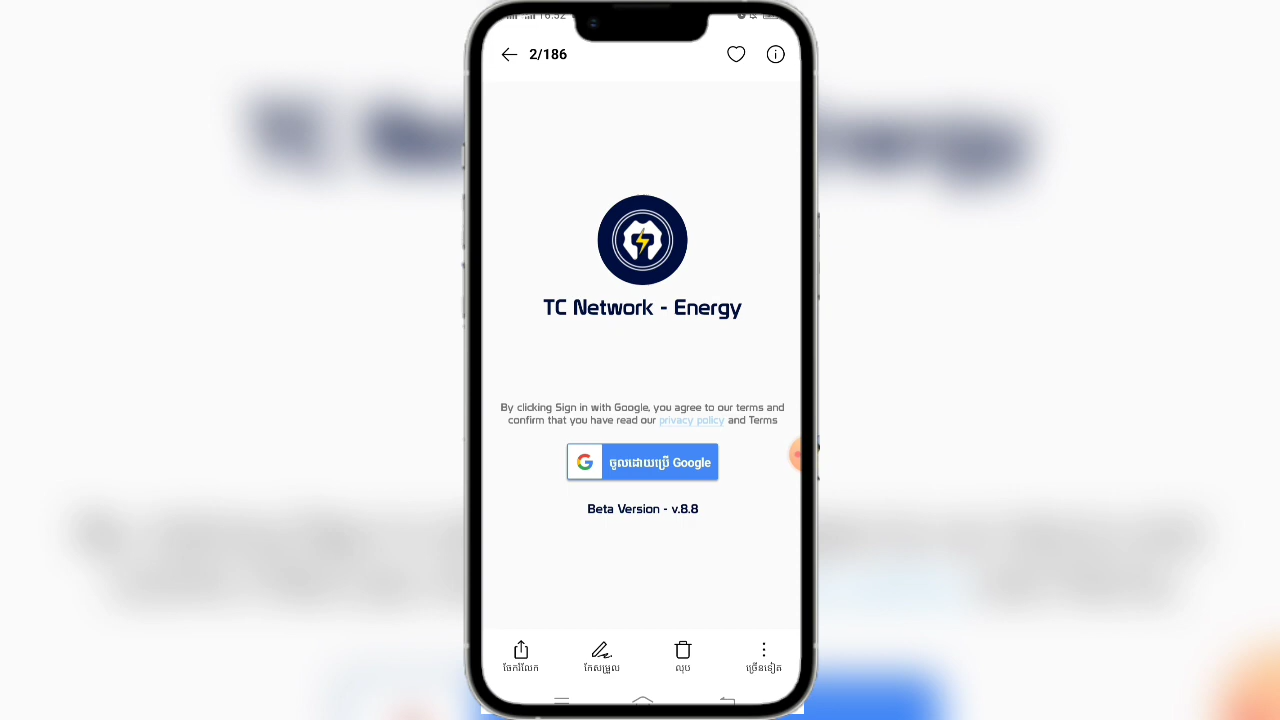 2/186
TC Network - Energy
By clicking Sign in with Google, you agree to our terms and
confirm that you have read our privacy policy and Terms
ចូលដោយប្រើ Google
Beta Version - v.8.8
ចែករំលែក
កែសម្រួល
លុប
ច្រើនទៀត